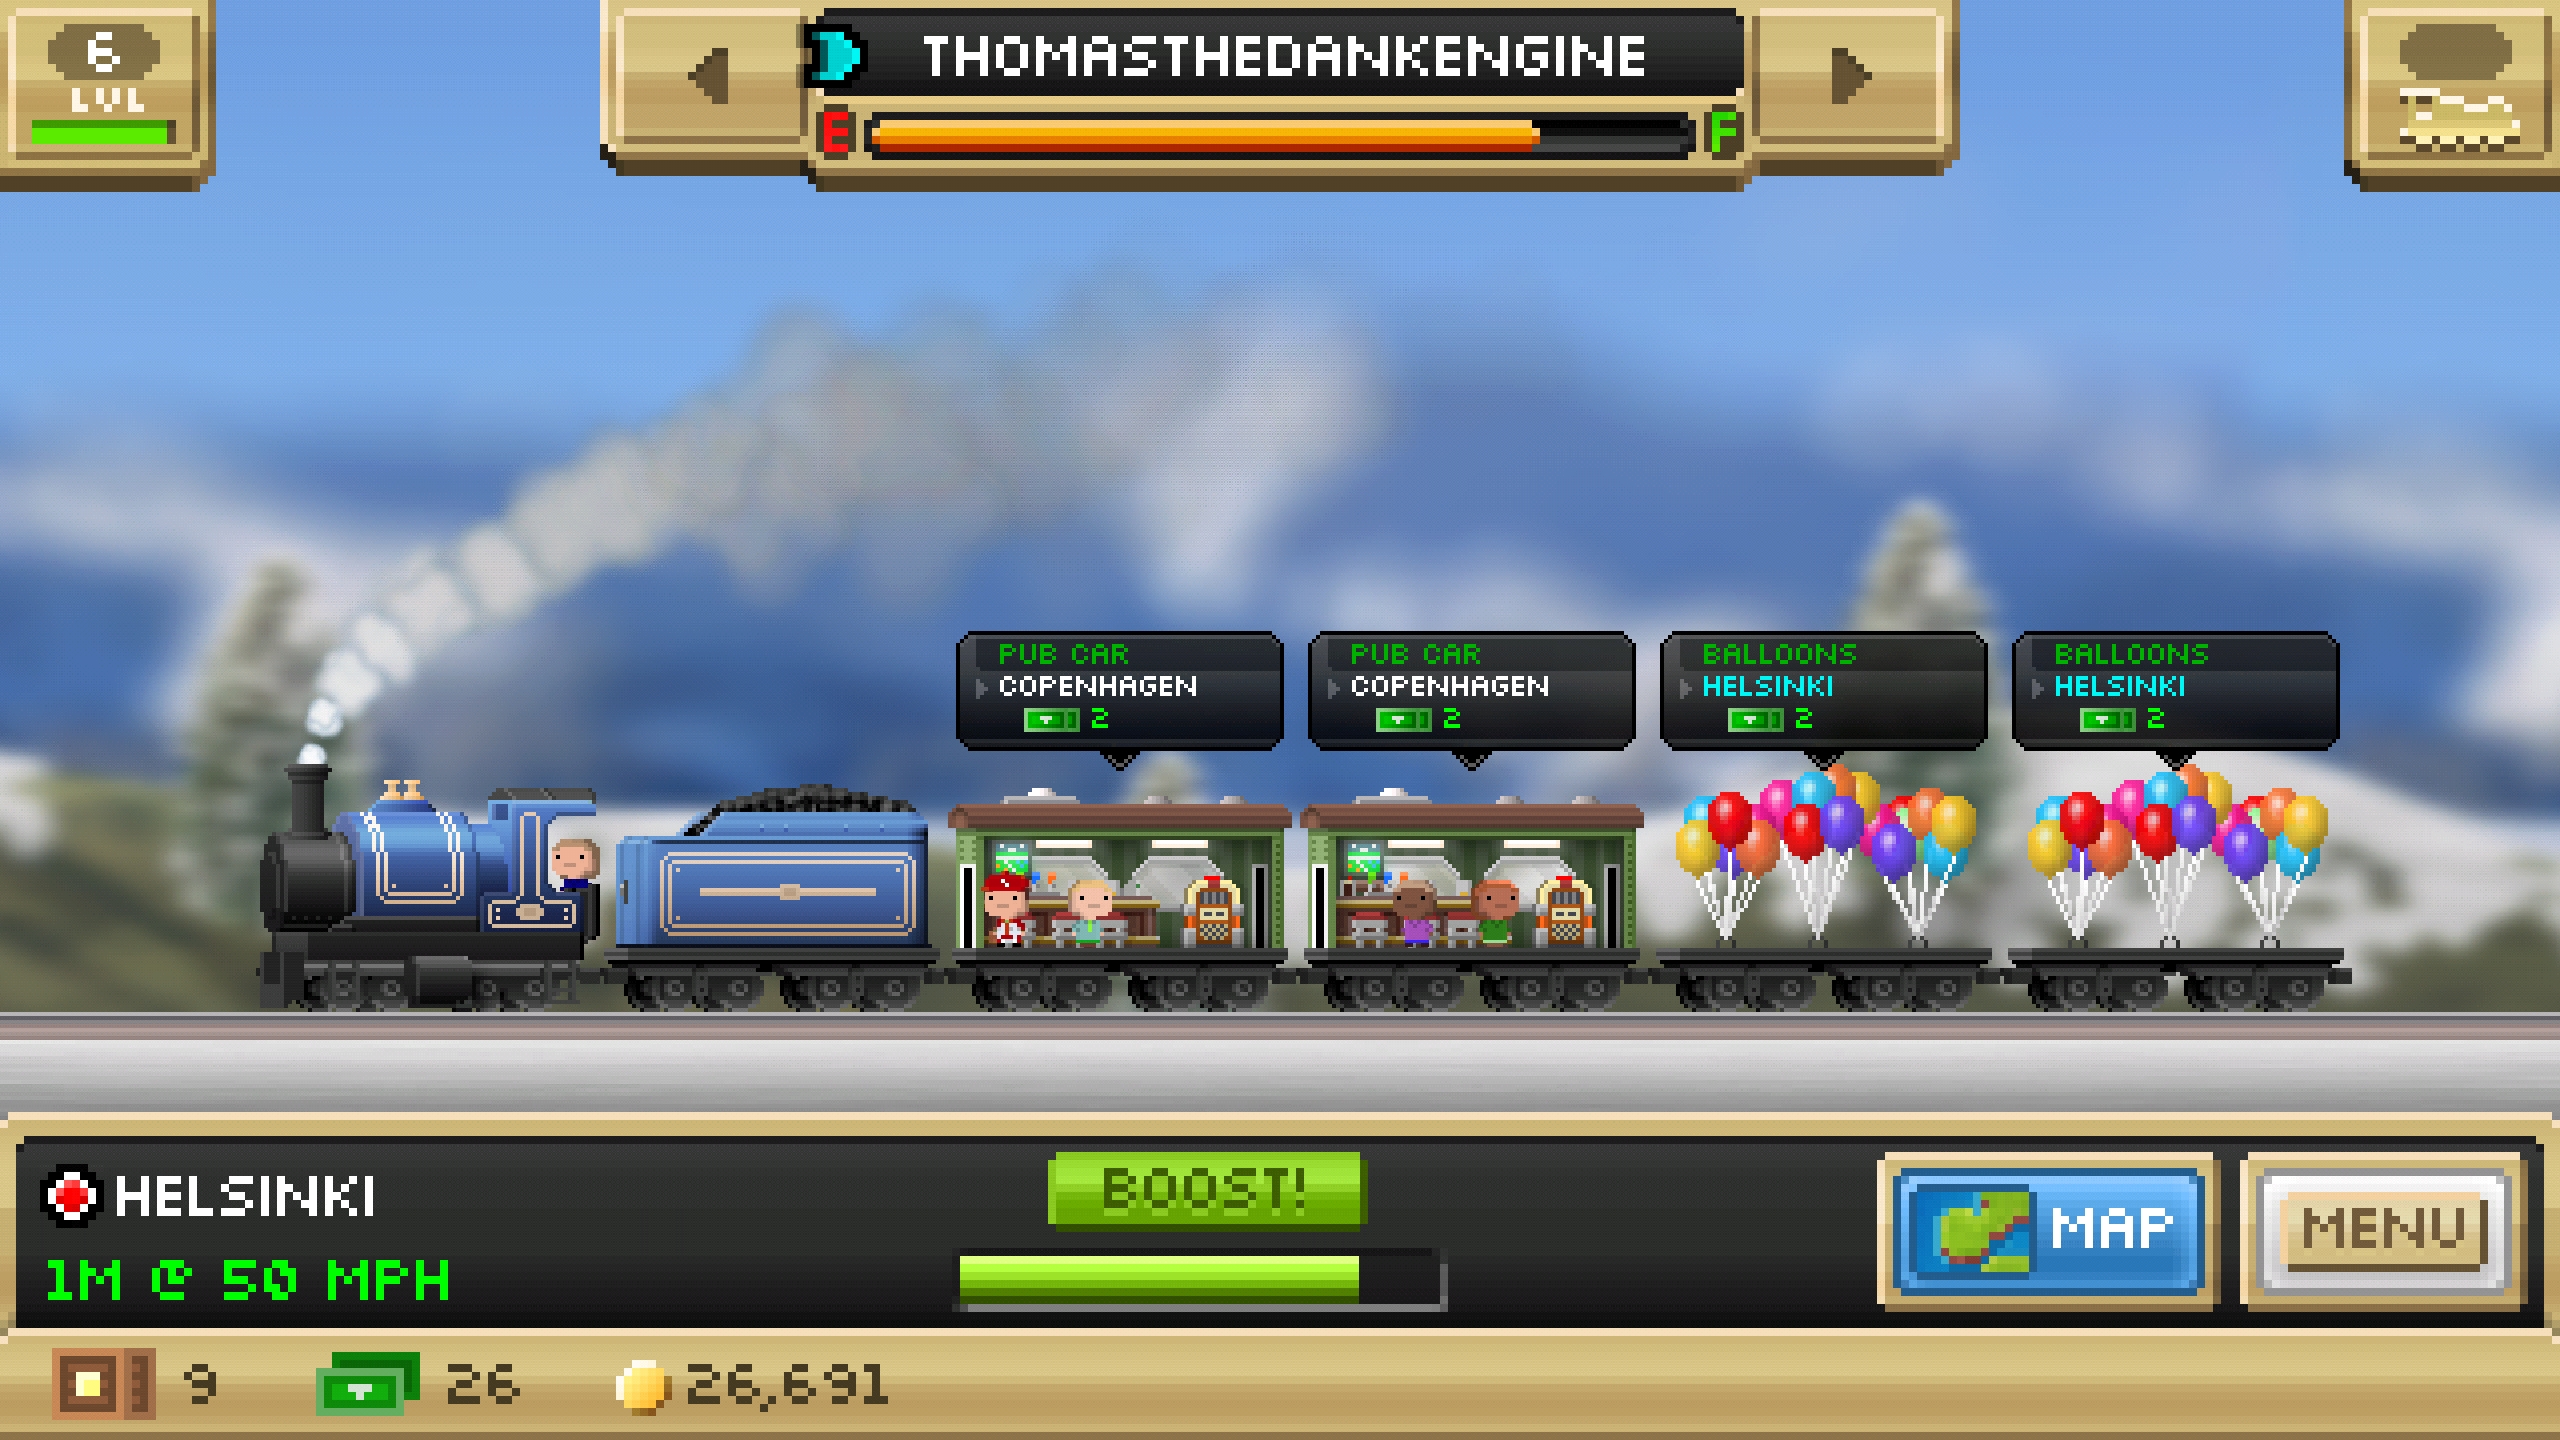 6
LVL
THOMASTHEDANKENGINE
E F
PUB CAR
COPENHAGEN
2
PUB CAR
COPENHAGEN
2
BALLOONS
HELSINKI
2
BALLOONS
HELSINKI
2
HELSINKI
1M @ 50 MPH
BOOST!
MAP
MENU
9 26 26,691